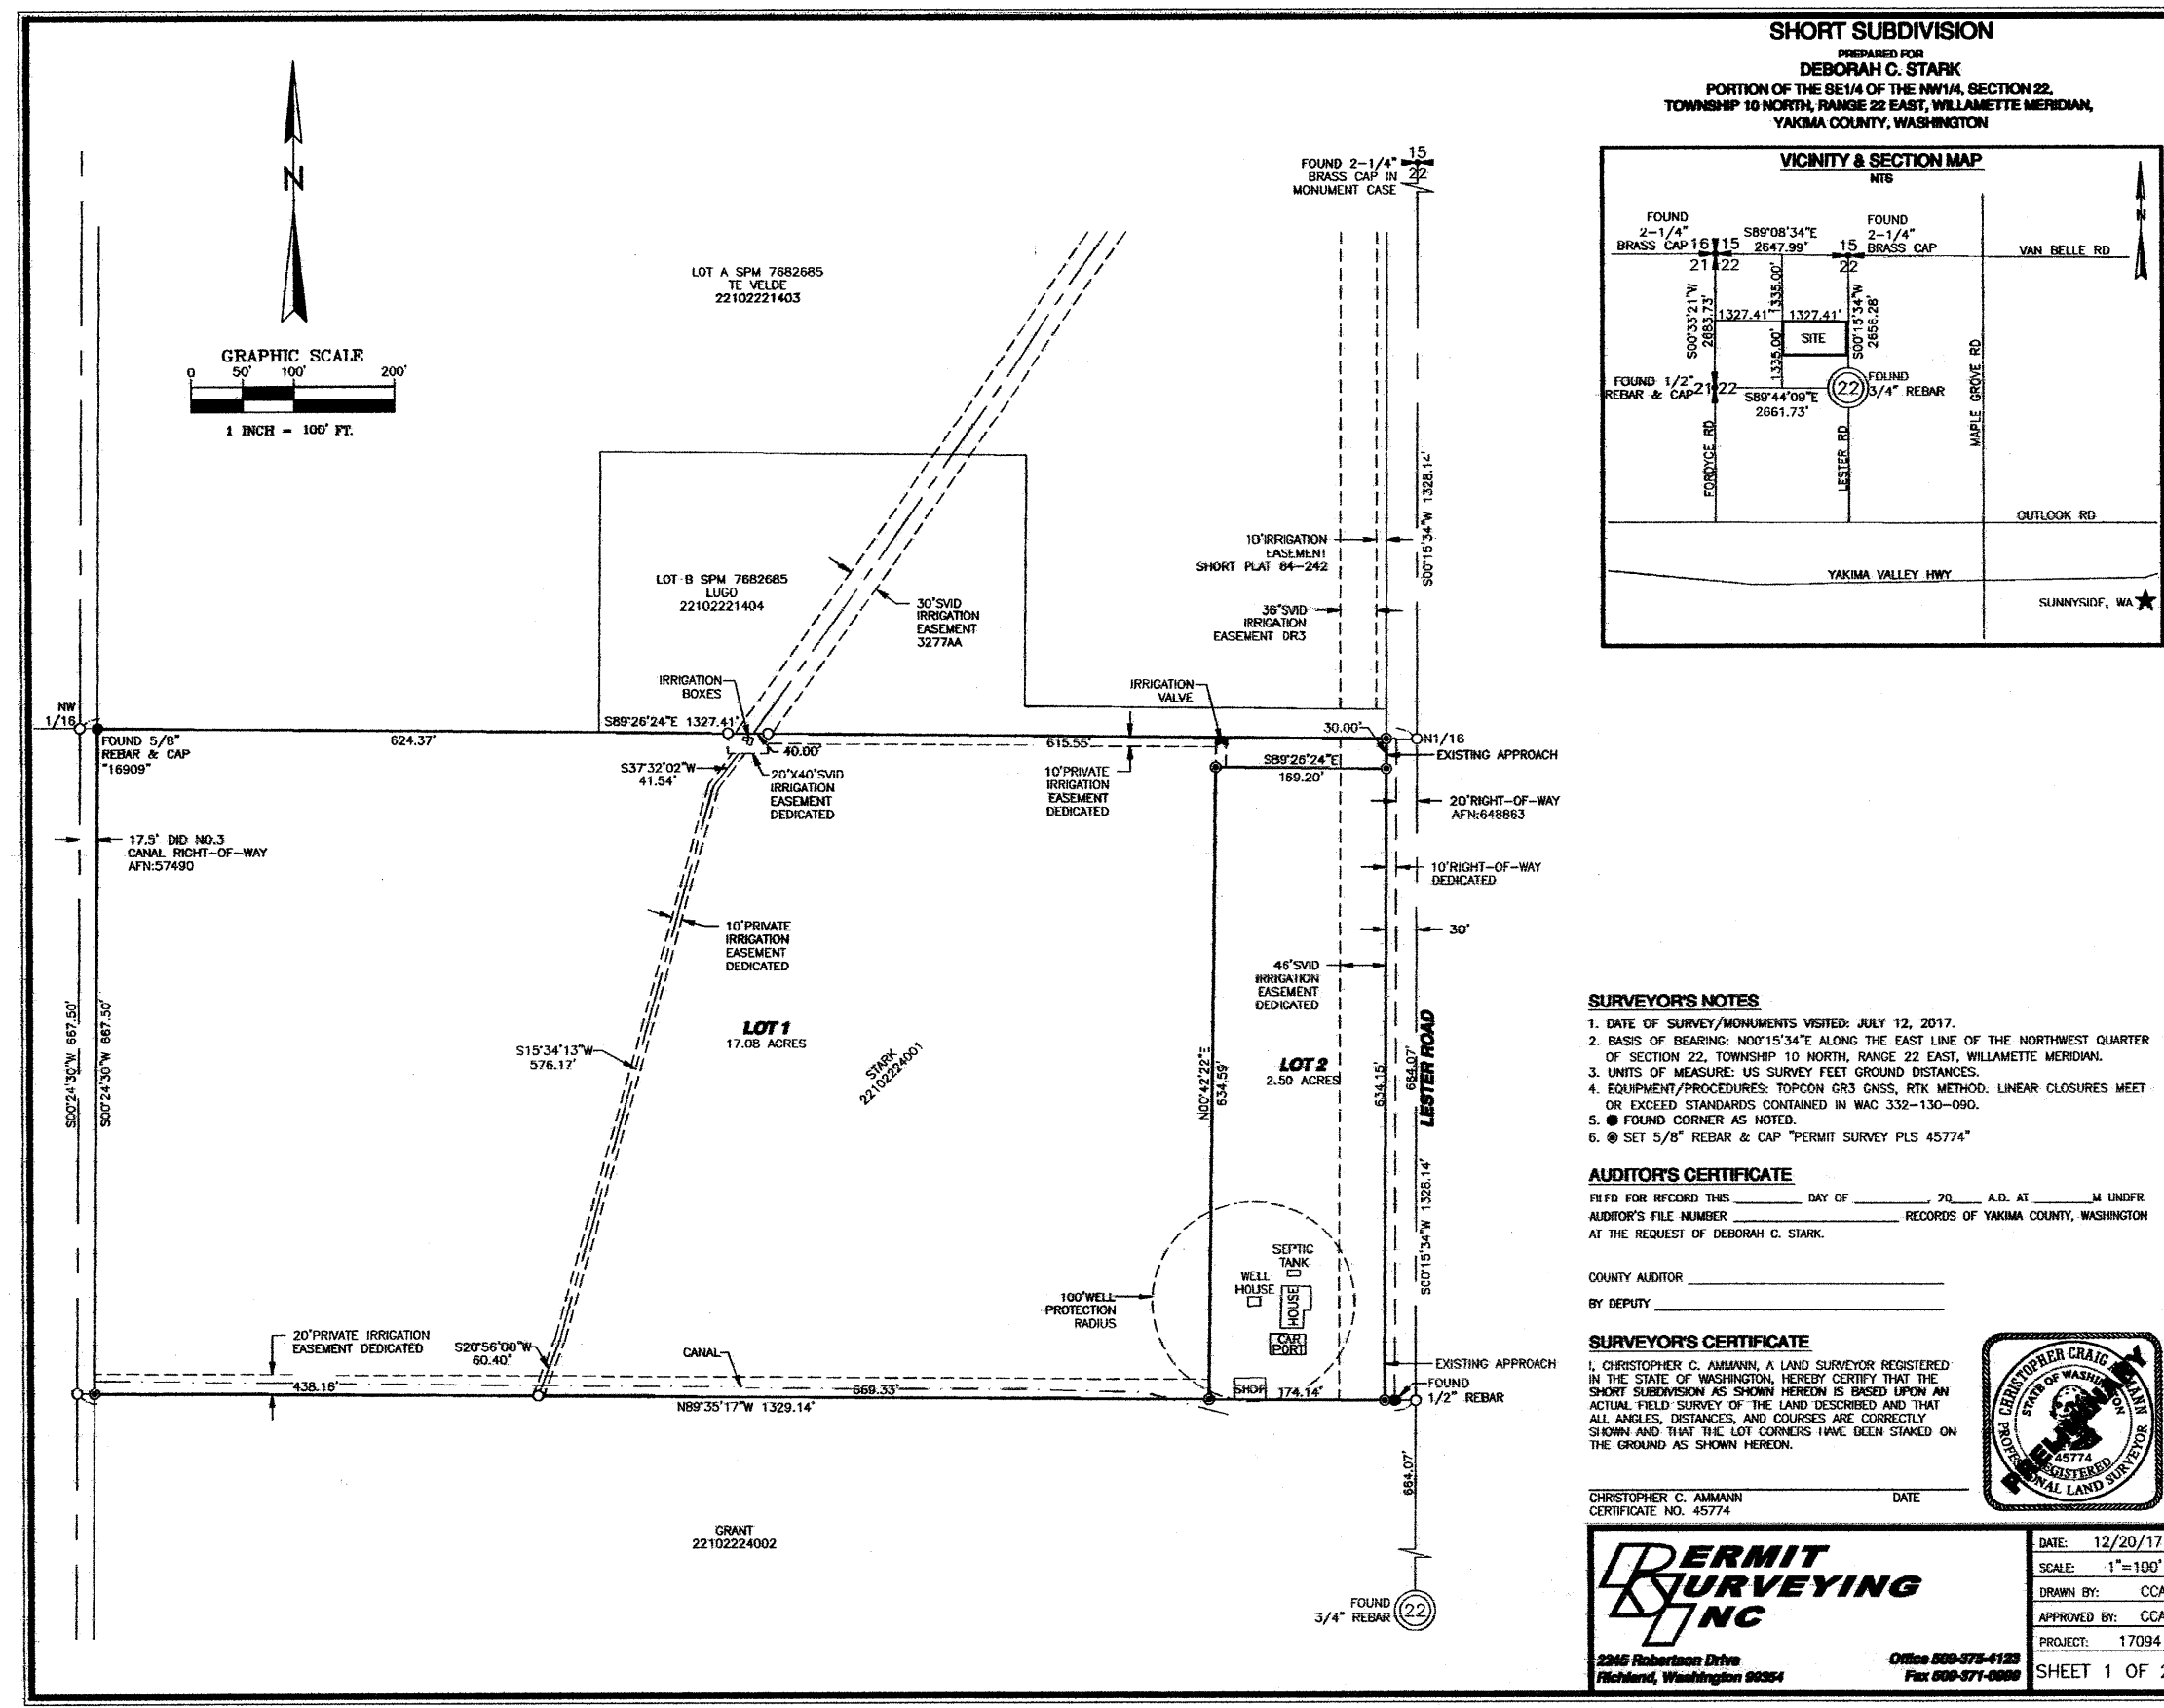 SHORT SUBDIVISION
PREPARED FOR
DEBORAH C. STARK
PORTION OF THE SE1/4 OF THE NW1/4, SECTION 22,
TOWNSHIP 10 NORTH, RANGE 22 EAST, WILLAMETTE MERIDIAN,
YAKIMA COUNTY, WASHINGTON
VICINITY & SECTION MAP
NTS
N
FOUND
2-1/4"
BRASS CAP
16
15
21
22
S89°08'34"E
2647.99'
15
22
FOUND
2-1/4"
BRASS CAP
VAN BELLE RD
S00°33'21"W
2683.73'
1335.00'
1327.41'
1327.41'
1335.00'
SITE
S00°15'34"W
2656.28'
FOUND 1/2"
REBAR & CAP
21
22
S89°44'09"E
2661.73'
22
FOUND
3/4" REBAR
FORDYCE RD
LESTER RD
MAPLE GROVE RD
OUTLOOK RD
YAKIMA VALLEY HWY
SUNNYSIDE, WA
N
GRAPHIC SCALE
0 50' 100' 200'
1 INCH = 100' FT.
LOT A SPM 7682685
TE VELDE
22102221403
FOUND 2-1/4"
BRASS CAP IN
MONUMENT CASE
15
22
S00°15'34"W 1328.14'
10'IRRIGATION
EASEMENT
SHORT PLAT 84-242
36'SVID
IRRIGATION
EASEMENT DR3
LOT B SPM 7682685
LUGO
22102221404
30'SVID
IRRIGATION
EASEMENT
3277AA
IRRIGATION
BOXES
IRRIGATION
VALVE
NW
1/16
FOUND 5/8"
REBAR & CAP
"16909"
624.37'
S89°26'24"E 1327.41'
40.00'
615.55'
30.00'
N1/16
EXISTING APPROACH
S37°32'02"W
41.54'
20'X40'SVID
IRRIGATION
EASEMENT
DEDICATED
10'PRIVATE
IRRIGATION
EASEMENT
DEDICATED
S89°26'24"E
169.20'
20'RIGHT-OF-WAY
AFN:648863
17.5' DID NO.3
CANAL RIGHT-OF-WAY
AFN:57490
10'RIGHT-OF-WAY
DEDICATED
10'PRIVATE
IRRIGATION
EASEMENT
DEDICATED
30'
46'SVID
IRRIGATION
EASEMENT
DEDICATED
S00°24'30"W 667.50'
S00°24'30"W 667.50'
LOT 1
17.08 ACRES
S15°34'13"W
576.17'
STARK
22102224001
N00°42'22"E
634.59'
LOT 2
2.50 ACRES
634.15'
664.07'
LESTER ROAD
S00°15'34"W 1328.14'
SEPTIC
TANK
WELL
HOUSE
HOUSE
CAR
PORT
100'WELL
PROTECTION
RADIUS
20'PRIVATE IRRIGATION
EASEMENT DEDICATED
S20°56'00"W
60.40'
CANAL
SHOP
EXISTING APPROACH
438.16'
669.33'
174.14'
FOUND
1/2" REBAR
N89°35'17"W 1329.14'
664.07'
GRANT
22102224002
FOUND
3/4" REBAR
22
SURVEYOR'S NOTES
1. DATE OF SURVEY/MONUMENTS VISITED: JULY 12, 2017.
2. BASIS OF BEARING: N00°15'34"E ALONG THE EAST LINE OF THE NORTHWEST QUARTER
OF SECTION 22, TOWNSHIP 10 NORTH, RANGE 22 EAST, WILLAMETTE MERIDIAN.
3. UNITS OF MEASURE: US SURVEY FEET GROUND DISTANCES.
4. EQUIPMENT/PROCEDURES: TOPCON GR3 GNSS, RTK METHOD. LINEAR CLOSURES MEET
OR EXCEED STANDARDS CONTAINED IN WAC 332-130-090.
5. FOUND CORNER AS NOTED.
6. SET 5/8" REBAR & CAP "PERMIT SURVEY PLS 45774"
AUDITOR'S CERTIFICATE
FILED FOR RECORD THIS ________ DAY OF ________, 20____ A.D. AT ______M UNDER
AUDITOR'S FILE NUMBER ________________ RECORDS OF YAKIMA COUNTY, WASHINGTON
AT THE REQUEST OF DEBORAH C. STARK.
COUNTY AUDITOR ________________
BY DEPUTY ________________
SURVEYOR'S CERTIFICATE
I, CHRISTOPHER C. AMMANN, A LAND SURVEYOR REGISTERED
IN THE STATE OF WASHINGTON, HEREBY CERTIFY THAT THE
SHORT SUBDIVISION AS SHOWN HEREON IS BASED UPON AN
ACTUAL FIELD SURVEY OF THE LAND DESCRIBED AND THAT
ALL ANGLES, DISTANCES, AND COURSES ARE CORRECTLY
SHOWN AND THAT THE LOT CORNERS HAVE BEEN STAKED ON
THE GROUND AS SHOWN HEREON.
CHRISTOPHER C. AMMANN DATE
CERTIFICATE NO. 45774
CHRISTOPHER CRAIG AMMANN
STATE OF WASHINGTON
PRELIMINARY
45774
REGISTERED
PROFESSIONAL LAND SURVEYOR
PERMIT
SURVEYING
INC
2245 Robertson Drive
Richland, Washington 99354
Office 509-375-4123
Fax 509-371-0999
DATE: 12/20/17
SCALE: 1"=100'
DRAWN BY: CCA
APPROVED BY: CCA
PROJECT: 17094
SHEET 1 OF 2